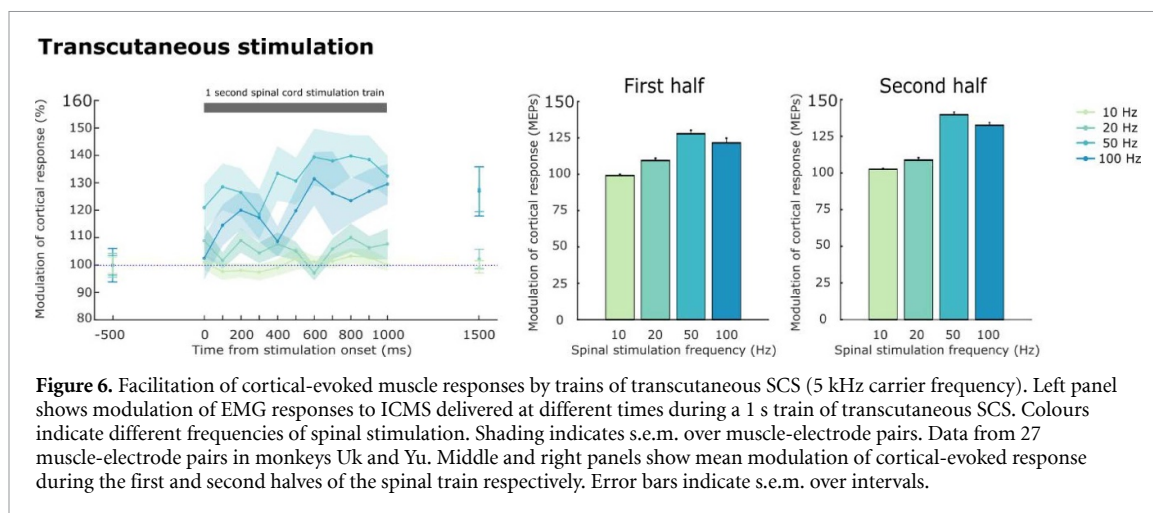 Transcutaneous stimulation
1 second spinal cord stimulation train
Modulation of cortical response (%)
160
150
140
130
120
110
100
90
80
-500
0
200
400
600
800
1000
1500
Time from stimulation onset (ms)
First half
Modulation of cortical response (MEPs)
150
125
100
75
50
25
0
10
20
50
100
Spinal stimulation frequency (Hz)
Second half
Modulation of cortical response (MEPs)
150
125
100
75
50
25
0
10
20
50
100
Spinal stimulation frequency (Hz)
10 Hz
20 Hz
50 Hz
100 Hz
Figure 6. Facilitation of cortical-evoked muscle responses by trains of transcutaneous SCS (5 kHz carrier frequency). Left panel
shows modulation of EMG responses to ICMS delivered at different times during a 1 s train of transcutaneous SCS. Colours
indicate different frequencies of spinal stimulation. Shading indicates s.e.m. over muscle-electrode pairs. Data from 27
muscle-electrode pairs in monkeys Uk and Yu. Middle and right panels show mean modulation of cortical-evoked response
during the first and second halves of the spinal train respectively. Error bars indicate s.e.m. over intervals.